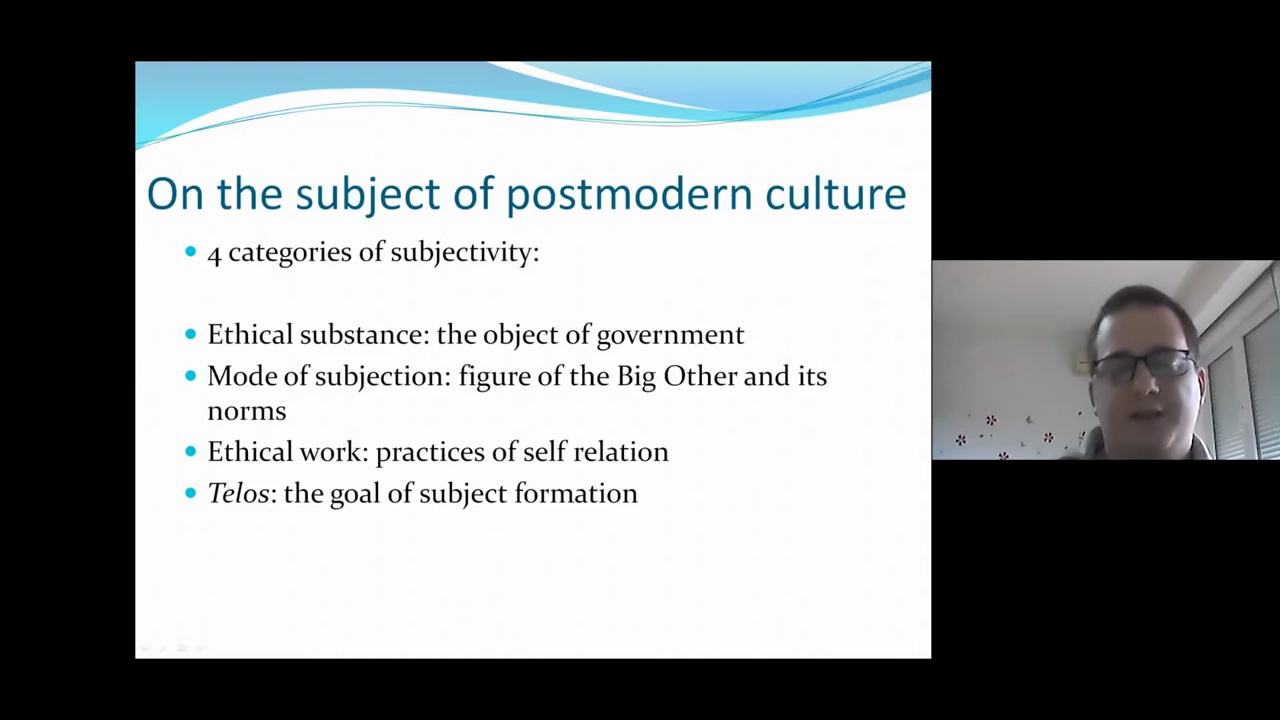 On the subject of postmodern culture
4 categories of subjectivity:
Ethical substance: the object of government
Mode of subjection: figure of the Big Other and its
norms
Ethical work: practices of self relation
Telos: the goal of subject formation